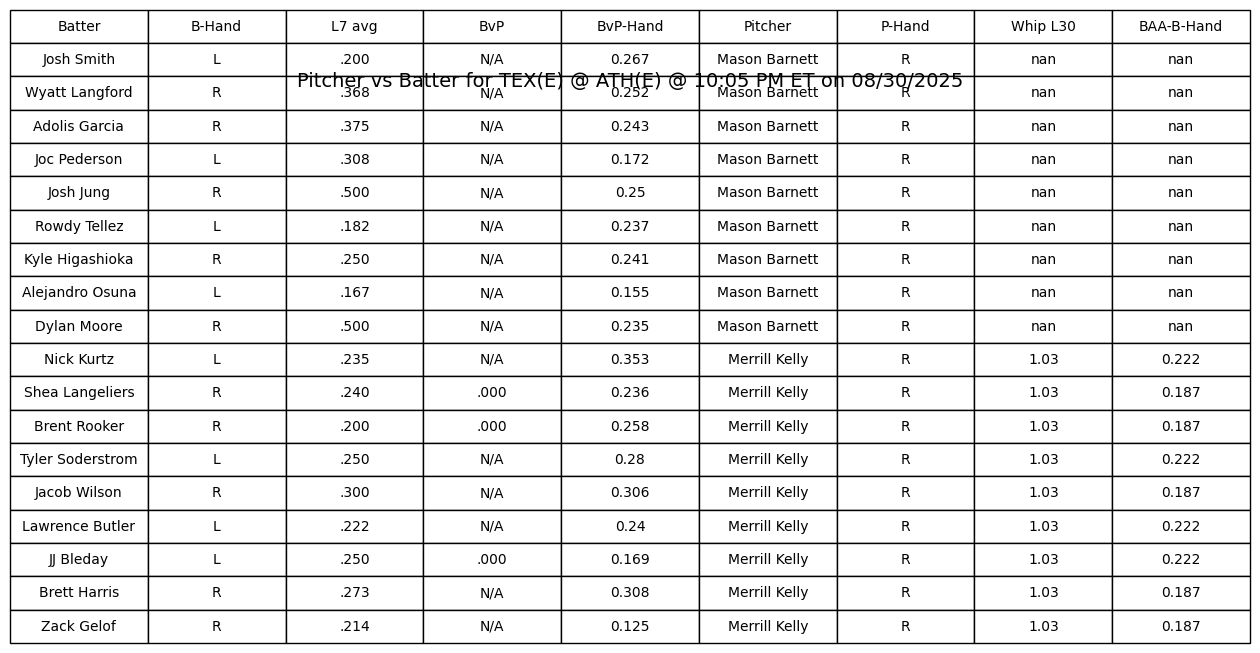 Batter B-Hand L7 avg BvP BvP-Hand Pitcher P-Hand Whip L30 BAA-B-Hand
Josh Smith L .200 N/A 0.267 Mason Barnett R nan nan
Pitcher vs Batter for TEX(E) @ ATH(E) @ 10:05 PM ET on 08/30/2025
Wyatt Langford R .368 N/A 0.252 Mason Barnett R nan nan
Adolis Garcia R .375 N/A 0.243 Mason Barnett R nan nan
Joc Pederson L .308 N/A 0.172 Mason Barnett R nan nan
Josh Jung R .500 N/A 0.25 Mason Barnett R nan nan
Rowdy Tellez L .182 N/A 0.237 Mason Barnett R nan nan
Kyle Higashioka R .250 N/A 0.241 Mason Barnett R nan nan
Alejandro Osuna L .167 N/A 0.155 Mason Barnett R nan nan
Dylan Moore R .500 N/A 0.235 Mason Barnett R nan nan
Nick Kurtz L .235 N/A 0.353 Merrill Kelly R 1.03 0.222
Shea Langeliers R .240 .000 0.236 Merrill Kelly R 1.03 0.187
Brent Rooker R .200 .000 0.258 Merrill Kelly R 1.03 0.187
Tyler Soderstrom L .250 N/A 0.28 Merrill Kelly R 1.03 0.222
Jacob Wilson R .300 N/A 0.306 Merrill Kelly R 1.03 0.187
Lawrence Butler L .222 N/A 0.24 Merrill Kelly R 1.03 0.222
JJ Bleday L .250 .000 0.169 Merrill Kelly R 1.03 0.222
Brett Harris R .273 N/A 0.308 Merrill Kelly R 1.03 0.187
Zack Gelof R .214 N/A 0.125 Merrill Kelly R 1.03 0.187